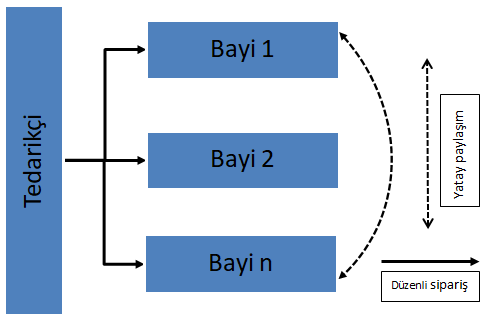 Tedarikçi
Bayi 1
Bayi 2
Bayi n
Yatay paylaşım
Düzenli sipariş